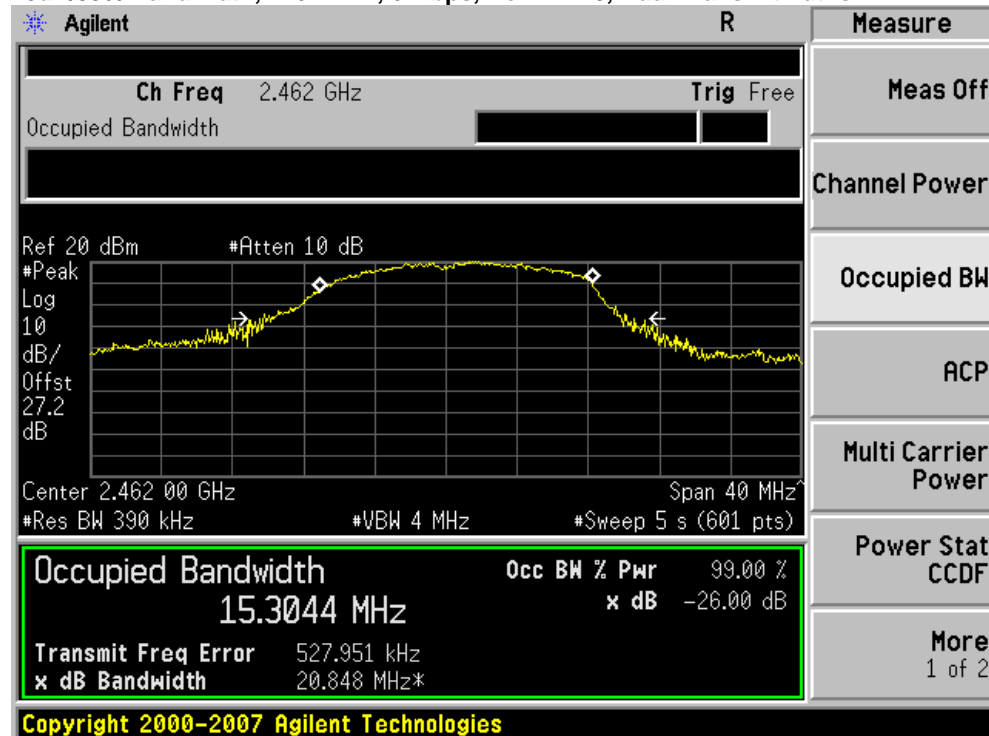 Agilent R Measure
Ch Freq 2.462 GHz Trig Free
Occupied Bandwidth
Meas Off
Channel Power
Occupied BW
ACP
Multi Carrier
Power
Power Stat
CCDF
More
1 of 2
Ref 20 dBm #Atten 10 dB
#Peak
Log
10
dB/
Offst
27.2
dB
Center 2.462 00 GHz Span 40 MHz^
#Res BW 390 kHz #VBW 4 MHz #Sweep 5 s (601 pts)
Occupied Bandwidth Occ BW % Pwr 99.00 %
15.3044 MHz x dB -26.00 dB
Transmit Freq Error 527.951 kHz
x dB Bandwidth 20.848 MHz*
Copyright 2000-2007 Agilent Technologies